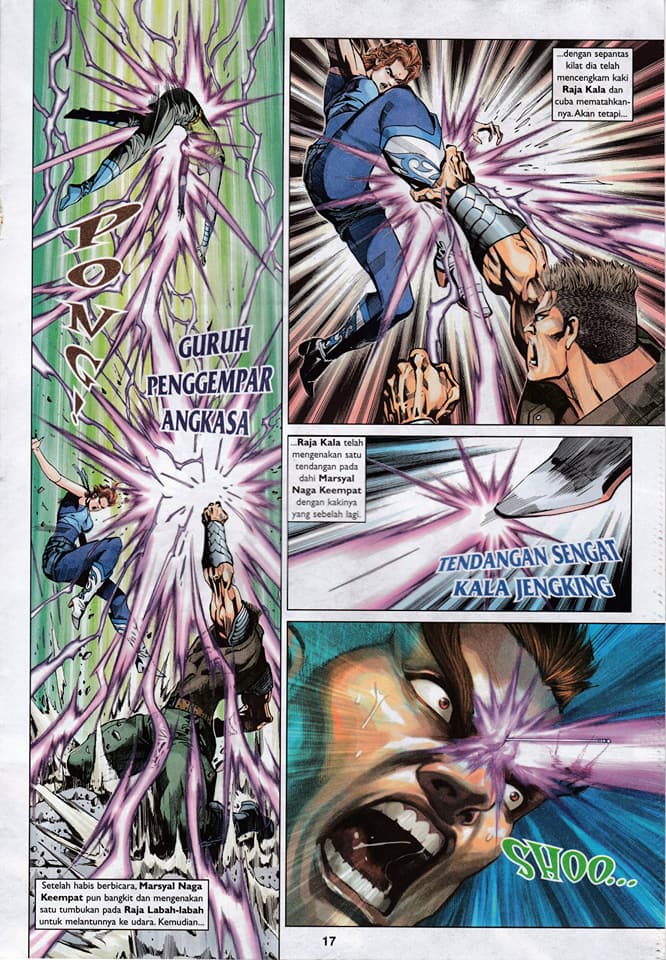 PONG!
GURUH
PENGGEMPAR
ANGKASA
Setelah habis berbicara, Marsyal Naga
Keempat pun bangkit dan mengenakan
satu tumbukan pada Raja Labah-labah
untuk melantunnya ke udara. Kemudian...
...dengan sepantas
kilat dia telah
mencengkam kaki
Raja Kala dan
cuba mematahkan-
nya. Akan tetapi...
...Raja Kala telah
mengenakan satu
tendangan pada
dahi Marsyal
Naga Keempat
dengan kakinya
yang sebelah lagi.
TENDANGAN SENGAT
KALA JENGKING
SHOO...
17